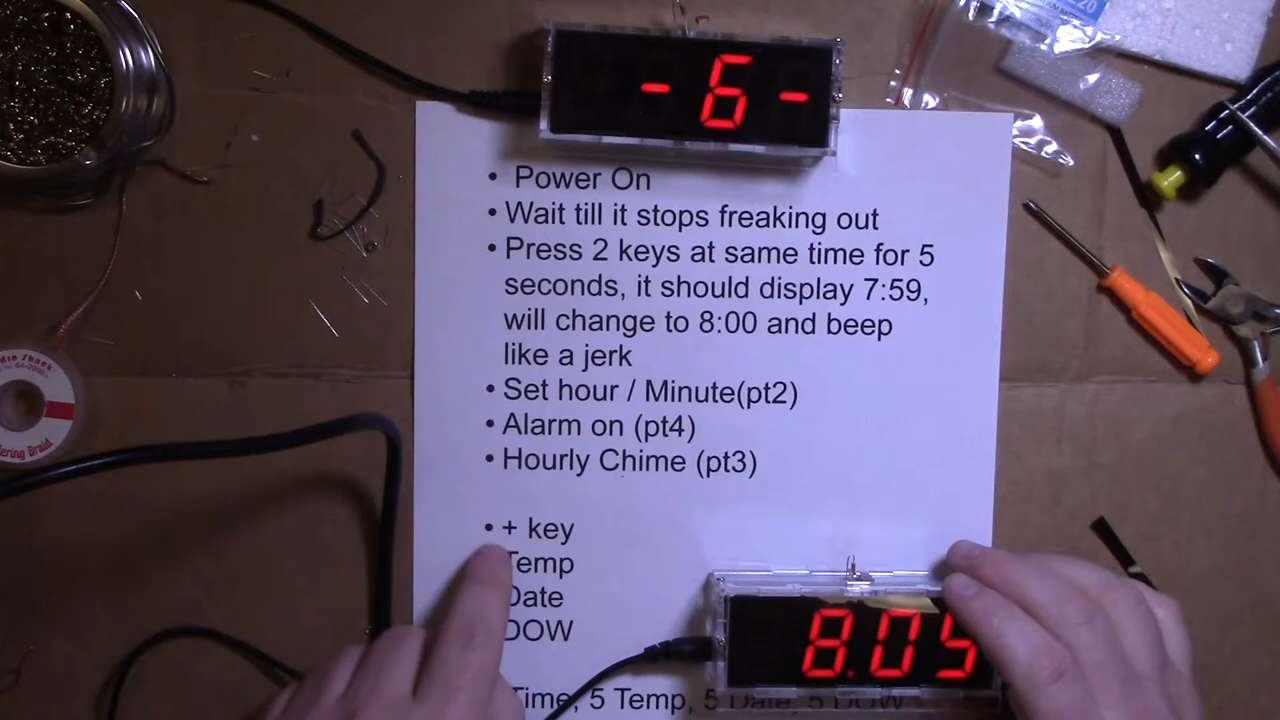 - 6 -
• Power On
• Wait till it stops freaking out
• Press 2 keys at same time for 5
seconds, it should display 7:59,
will change to 8:00 and beep
like a jerk
• Set hour / Minute(pt2)
• Alarm on (pt4)
• Hourly Chime (pt3)
• + key
Temp
Date
DOW
8.05
Time, 5 Temp, 5 Date, 5 DOW
20
Braid